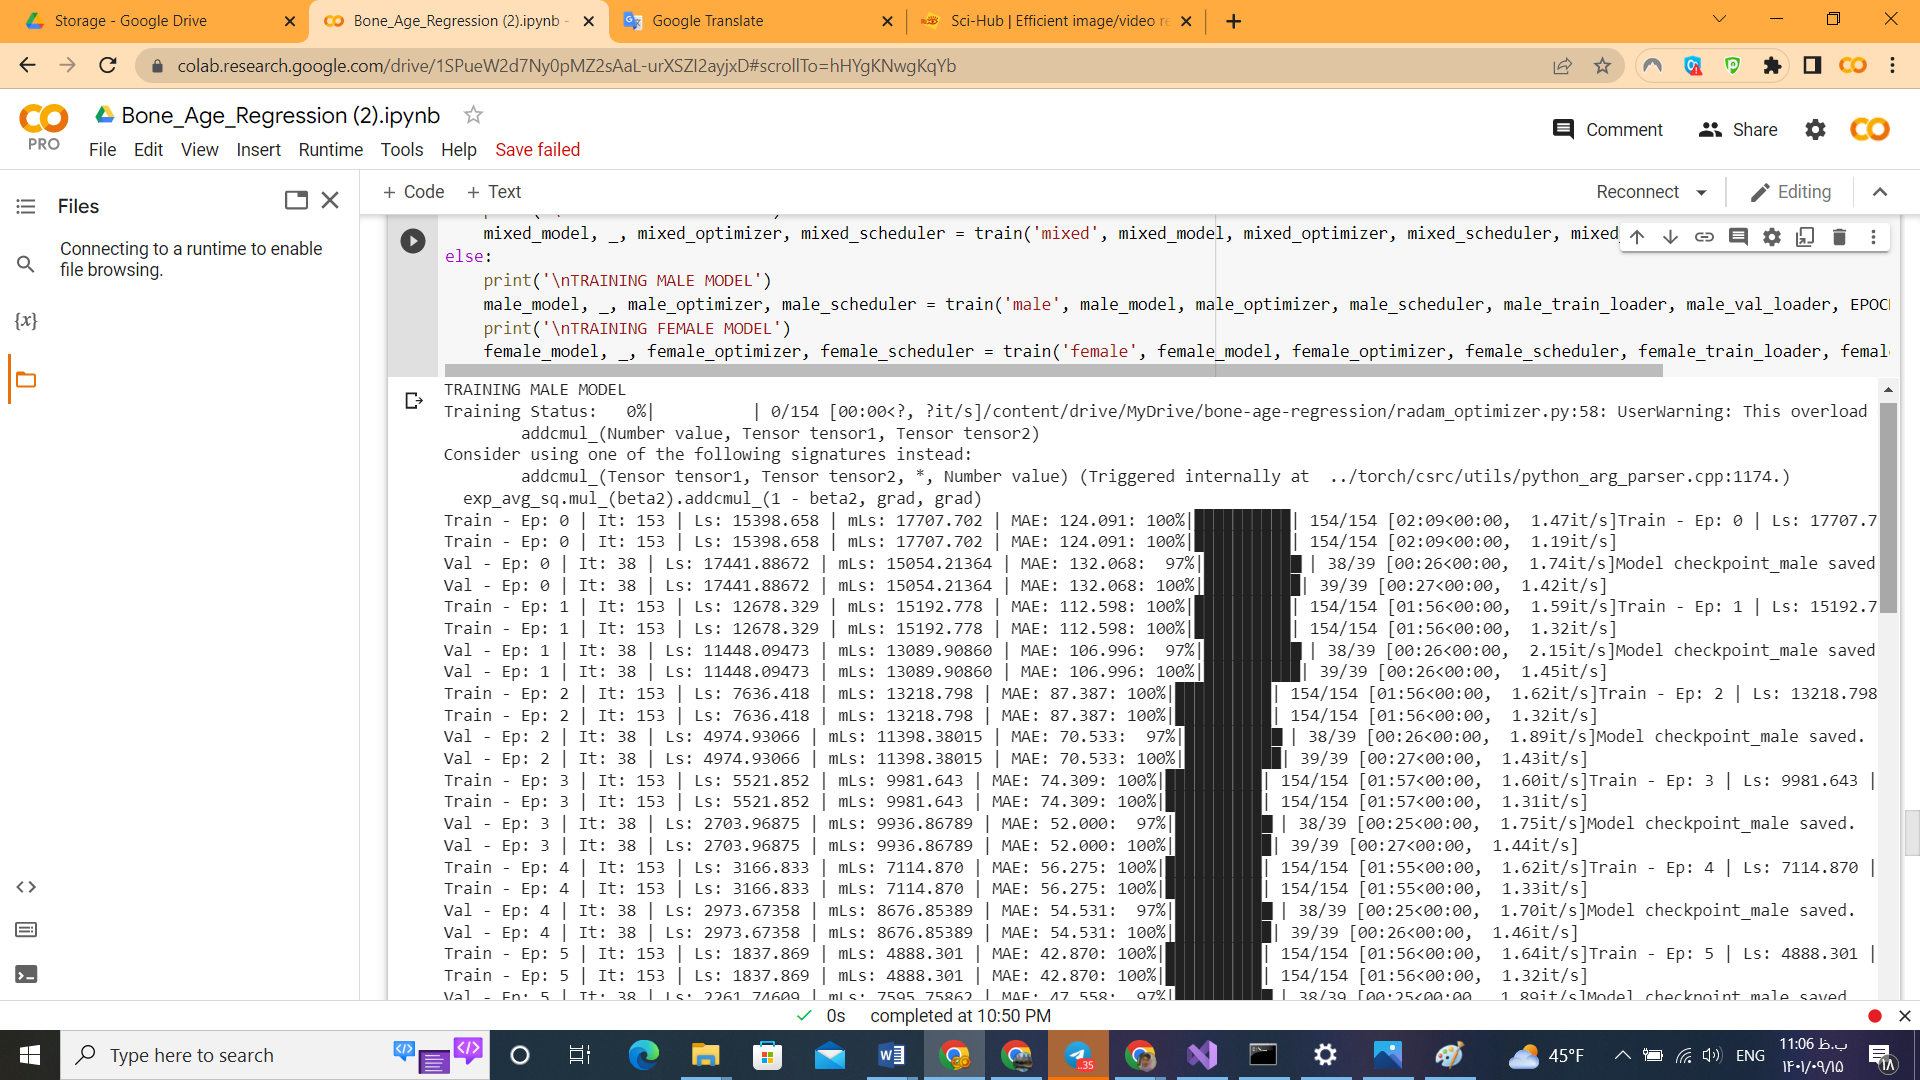 Storage - Google Drive
Bone_Age_Regression (2).ipynb -
Google Translate
Sci-Hub | Efficient image/video re
colab.research.google.com/drive/1SPueW2d7Ny0pMZ2sAaL-urXSZI2ayjxD#scrollTo=hHYgKNwgKqYb
PRO
Bone_Age_Regression (2).ipynb
File Edit View Insert Runtime Tools Help Save failed
Comment Share
Files
Connecting to a runtime to enable
file browsing.
{x}
+ Code + Text
Reconnect Editing
mixed_model, _, mixed_optimizer, mixed_scheduler = train('mixed', mixed_model, mixed_optimizer, mixed_scheduler, mixed_
else:
print('\nTRAINING MALE MODEL')
male_model, _, male_optimizer, male_scheduler = train('male', male_model, male_optimizer, male_scheduler, male_train_loader, male_val_loader, EPOCH
print('\nTRAINING FEMALE MODEL')
female_model, _, female_optimizer, female_scheduler = train('female', female_model, female_optimizer, female_scheduler, female_train_loader, femal
TRAINING MALE MODEL
Training Status:   0%|          | 0/154 [00:00<?, ?it/s]/content/drive/MyDrive/bone-age-regression/radam_optimizer.py:58: UserWarning: This overload
addcmul_(Number value, Tensor tensor1, Tensor tensor2)
Consider using one of the following signatures instead:
addcmul_(Tensor tensor1, Tensor tensor2, *, Number value) (Triggered internally at  ../torch/csrc/utils/python_arg_parser.cpp:1174.)
exp_avg_sq.mul_(beta2).addcmul_(1 - beta2, grad, grad)
Train - Ep: 0 | It: 153 | Ls: 15398.658 | mLs: 17707.702 | MAE: 124.091: 100%|██████████| 154/154 [02:09<00:00,  1.47it/s]Train - Ep: 0 | Ls: 17707.7
Train - Ep: 0 | It: 153 | Ls: 15398.658 | mLs: 17707.702 | MAE: 124.091: 100%|██████████| 154/154 [02:09<00:00,  1.19it/s]
Val - Ep: 0 | It: 38 | Ls: 17441.88672 | mLs: 15054.21364 | MAE: 132.068:  97%|██████████| 38/39 [00:26<00:00,  1.74it/s]Model checkpoint_male saved
Val - Ep: 0 | It: 38 | Ls: 17441.88672 | mLs: 15054.21364 | MAE: 132.068: 100%|██████████| 39/39 [00:27<00:00,  1.42it/s]
Train - Ep: 1 | It: 153 | Ls: 12678.329 | mLs: 15192.778 | MAE: 112.598: 100%|██████████| 154/154 [01:56<00:00,  1.59it/s]Train - Ep: 1 | Ls: 15192.7
Train - Ep: 1 | It: 153 | Ls: 12678.329 | mLs: 15192.778 | MAE: 112.598: 100%|██████████| 154/154 [01:56<00:00,  1.32it/s]
Val - Ep: 1 | It: 38 | Ls: 11448.09473 | mLs: 13089.90860 | MAE: 106.996:  97%|██████████| 38/39 [00:26<00:00,  2.15it/s]Model checkpoint_male saved
Val - Ep: 1 | It: 38 | Ls: 11448.09473 | mLs: 13089.90860 | MAE: 106.996: 100%|██████████| 39/39 [00:26<00:00,  1.45it/s]
Train - Ep: 2 | It: 153 | Ls: 7636.418 | mLs: 13218.798 | MAE: 87.387: 100%|██████████| 154/154 [01:56<00:00,  1.62it/s]Train - Ep: 2 | Ls: 13218.798
Train - Ep: 2 | It: 153 | Ls: 7636.418 | mLs: 13218.798 | MAE: 87.387: 100%|██████████| 154/154 [01:56<00:00,  1.32it/s]
Val - Ep: 2 | It: 38 | Ls: 4974.93066 | mLs: 11398.38015 | MAE: 70.533:  97%|██████████| 38/39 [00:26<00:00,  1.89it/s]Model checkpoint_male saved.
Val - Ep: 2 | It: 38 | Ls: 4974.93066 | mLs: 11398.38015 | MAE: 70.533: 100%|██████████| 39/39 [00:27<00:00,  1.43it/s]
Train - Ep: 3 | It: 153 | Ls: 5521.852 | mLs: 9981.643 | MAE: 74.309: 100%|██████████| 154/154 [01:57<00:00,  1.60it/s]Train - Ep: 3 | Ls: 9981.643 |
Train - Ep: 3 | It: 153 | Ls: 5521.852 | mLs: 9981.643 | MAE: 74.309: 100%|██████████| 154/154 [01:57<00:00,  1.31it/s]
Val - Ep: 3 | It: 38 | Ls: 2703.96875 | mLs: 9936.86789 | MAE: 52.000:  97%|██████████| 38/39 [00:25<00:00,  1.75it/s]Model checkpoint_male saved.
Val - Ep: 3 | It: 38 | Ls: 2703.96875 | mLs: 9936.86789 | MAE: 52.000: 100%|██████████| 39/39 [00:27<00:00,  1.44it/s]
Train - Ep: 4 | It: 153 | Ls: 3166.833 | mLs: 7114.870 | MAE: 56.275: 100%|██████████| 154/154 [01:55<00:00,  1.62it/s]Train - Ep: 4 | Ls: 7114.870 |
Train - Ep: 4 | It: 153 | Ls: 3166.833 | mLs: 7114.870 | MAE: 56.275: 100%|██████████| 154/154 [01:55<00:00,  1.33it/s]
Val - Ep: 4 | It: 38 | Ls: 2973.67358 | mLs: 8676.85389 | MAE: 54.531:  97%|██████████| 38/39 [00:25<00:00,  1.70it/s]Model checkpoint_male saved.
Val - Ep: 4 | It: 38 | Ls: 2973.67358 | mLs: 8676.85389 | MAE: 54.531: 100%|██████████| 39/39 [00:26<00:00,  1.46it/s]
Train - Ep: 5 | It: 153 | Ls: 1837.869 | mLs: 4888.301 | MAE: 42.870: 100%|██████████| 154/154 [01:56<00:00,  1.64it/s]Train - Ep: 5 | Ls: 4888.301 |
Train - Ep: 5 | It: 153 | Ls: 1837.869 | mLs: 4888.301 | MAE: 42.870: 100%|██████████| 154/154 [01:56<00:00,  1.32it/s]
Val - Ep: 5 | It: 38 | Ls: 2261.74609 | mLs: 7595.75862 | MAE: 47.558:  97%|██████████| 38/39 [00:25<00:00,  1.89it/s]Model checkpoint_male saved
0s completed at 10:50 PM
Type here to search
..35
45°F
ENG
11:06 ب.ظ
۱۴۰۱/۰۹/۱۵
۱۸